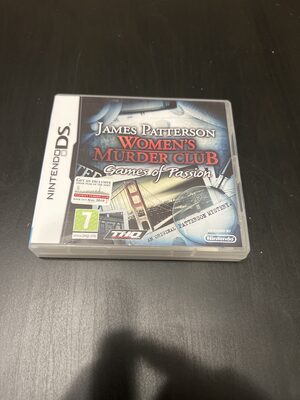 NINTENDO DS
JAMES PATTERSON
WOMEN'S
MURDER CLUB
Games of Passion
7
THQ
AN ORIGINAL PATTERSON MYSTERY
Nintendo